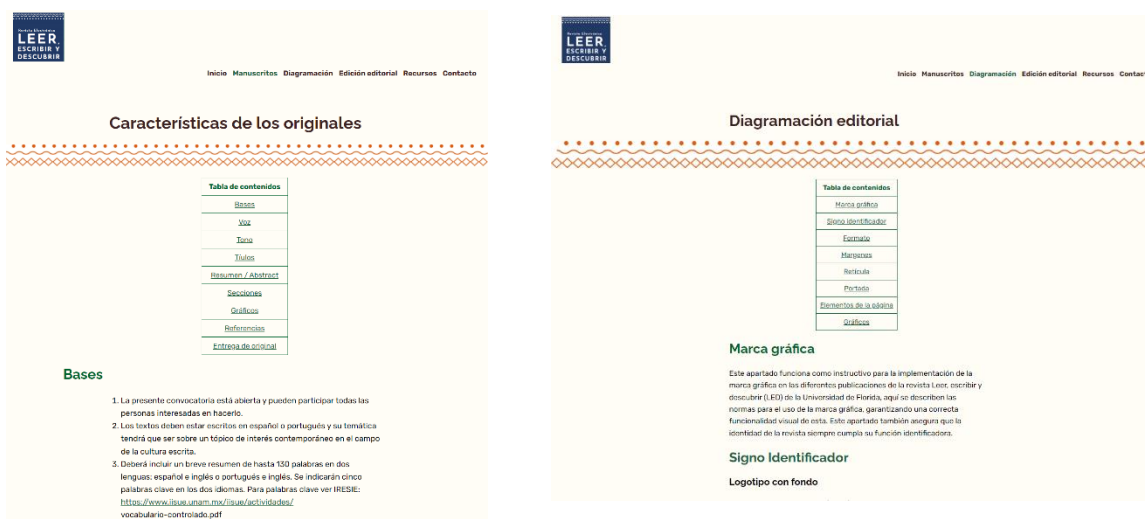 Revista Electrónica
LEER,
ESCRIBIR Y
DESCUBRIR
Inicio Manuscritos Diagramación Edición editorial Recursos Contacto
Características de los originales
Tabla de contenidos
Bases
Voz
Tono
Títulos
Resumen / Abstract
Secciones
Gráficos
Referencias
Entrega de original
Bases
1. La presente convocatoria está abierta y pueden participar todas las
personas interesadas en hacerlo.
2. Los textos deben estar escritos en español o portugués y su temática
tendrá que ser sobre un tópico de interés contemporáneo en el campo
de la cultura escrita.
3. Deberá incluir un breve resumen de hasta 130 palabras en dos
lenguas: español e inglés o portugués e inglés. Se indicarán cinco
palabras clave en los dos idiomas. Para palabras clave ver IRESIE:
https://www.iisue.unam.mx/iisue/actividades/
vocabulario-controlado.pdf
Revista Electrónica
LEER,
ESCRIBIR Y
DESCUBRIR
Inicio Manuscritos Diagramación Edición editorial Recursos Contact
Diagramación editorial
Tabla de contenidos
Marca gráfica
Signo identificador
Formato
Margenes
Retícula
Portada
Elementos de la página
Gráficos
Marca gráfica
Este apartado funciona como instructivo para la implementación de la
marca gráfica en las diferentes publicaciones de la revista Leer, escribir y
descubrir (LED) de la Universidad de Florida, aquí se describen las
normas para el uso de la marca gráfica, garantizando una correcta
funcionalidad visual de esta. Este apartado también asegura que la
identidad de la revista siempre cumpla su función identificadora.
Signo Identificador
Logotipo con fondo